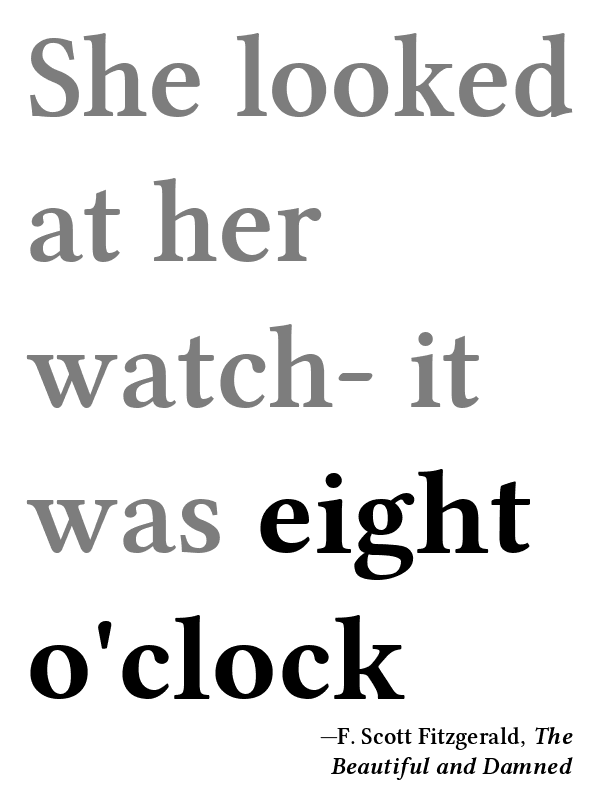 She looked
at her
watch- it
was eight
o'clock
—F. Scott Fitzgerald, The
Beautiful and Damned